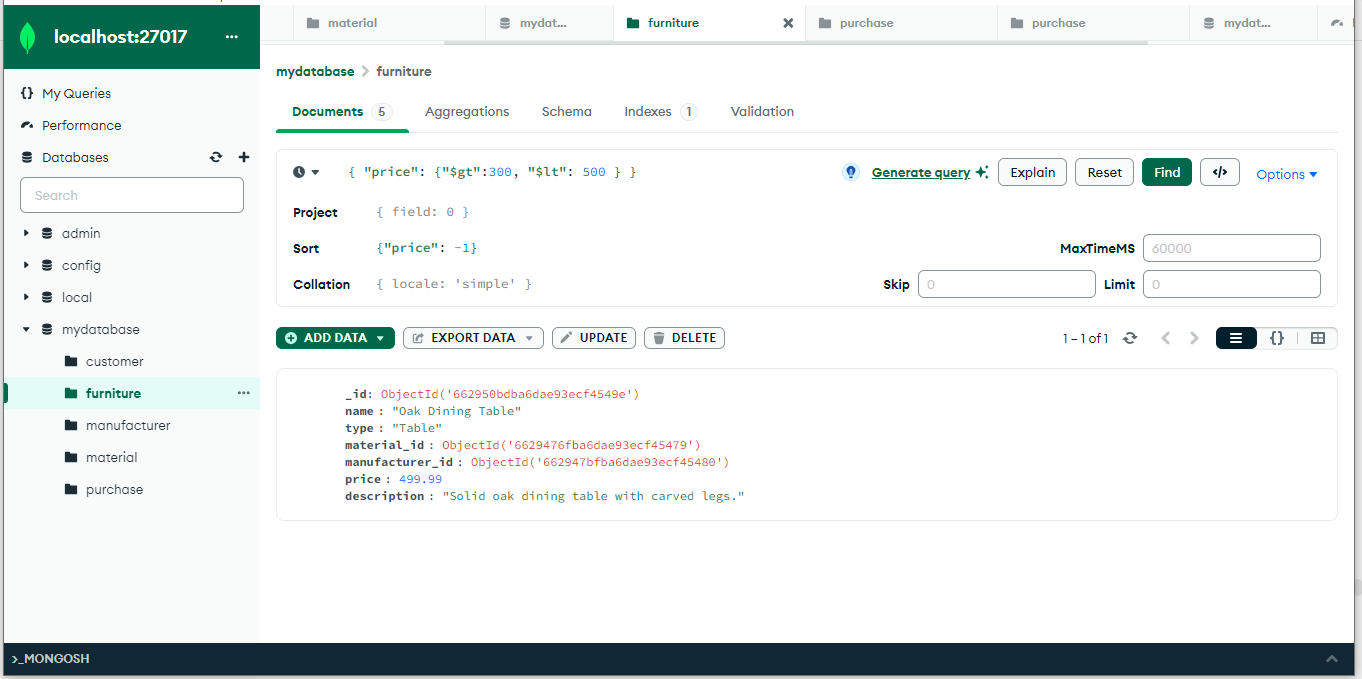 localhost:27017 ...
material
mydat...
furniture
purchase
purchase
mydat...
My Queries
Performance
Databases
Search
admin
config
local
mydatabase
customer
furniture ...
manufacturer
material
purchase
mydatabase > furniture
Documents 5 Aggregations Schema Indexes 1 Validation
{ "price": {"$gt":300, "$lt": 500 } } Generate query Explain Reset Find </> Options
Project { field: 0 }
Sort {"price": -1} MaxTimeMS 60000
Collation { locale: 'simple' } Skip 0 Limit 0
ADD DATA EXPORT DATA UPDATE DELETE 1 – 1 of 1 {}
_id: ObjectId('662950bdba6dae93ecf4549e')
name : "Oak Dining Table"
type : "Table"
material_id : ObjectId('6629476fba6dae93ecf45479')
manufacturer_id : ObjectId('662947bfba6dae93ecf45480')
price : 499.99
description : "Solid oak dining table with carved legs."
>_MONGOSH